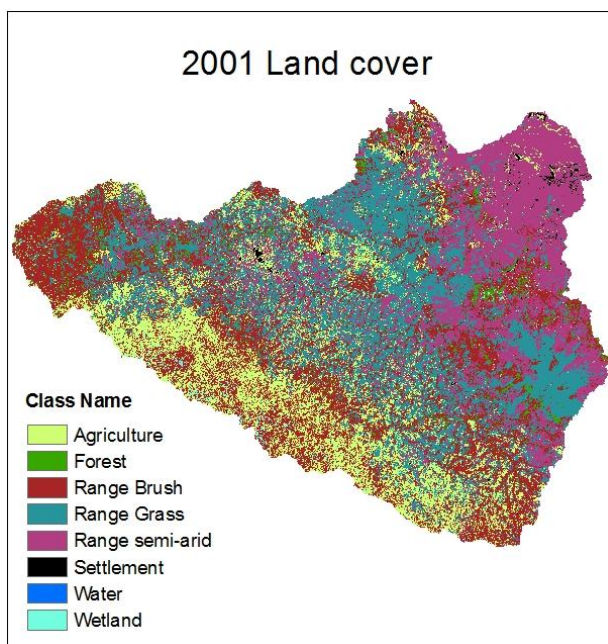 2001 Land cover
Class Name
Agriculture
Forest
Range Brush
Range Grass
Range semi-arid
Settlement
Water
Wetland